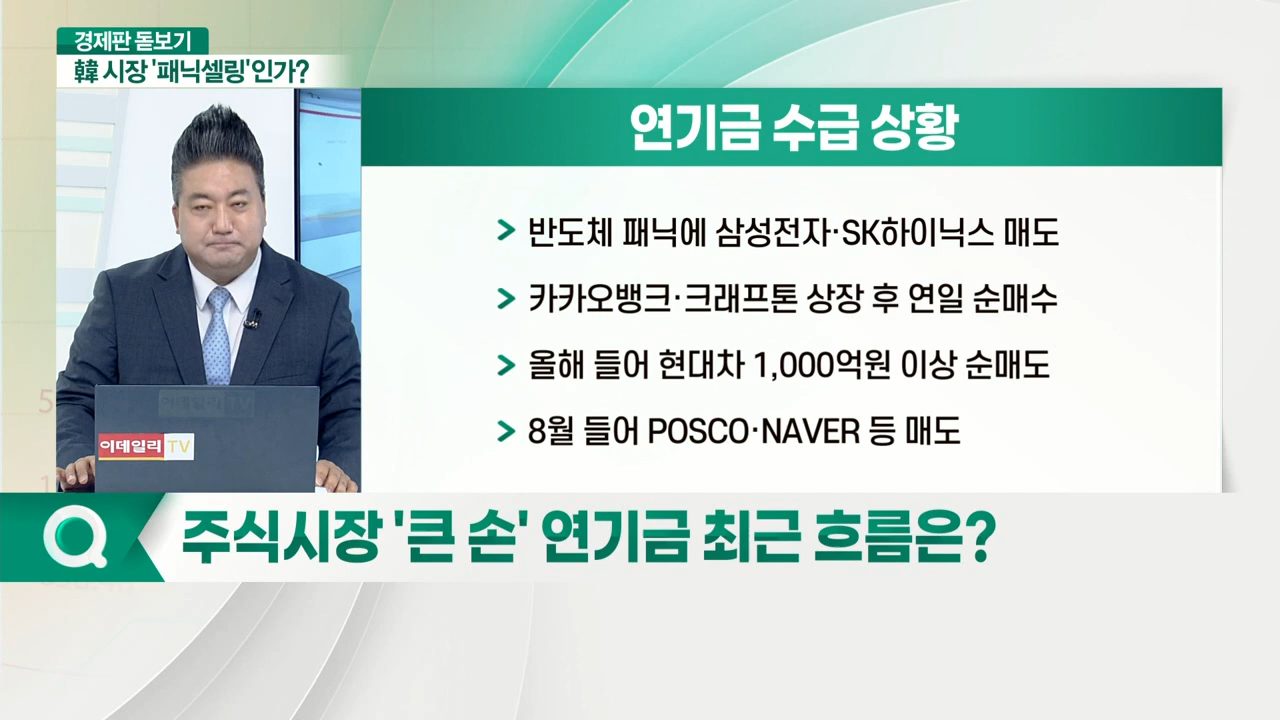 경제판 돋보기
韓 시장 '패닉셀링'인가?
연기금 수급 상황
> 반도체 패닉에 삼성전자·SK하이닉스 매도
> 카카오뱅크·크래프톤 상장 후 연일 순매수
> 올해 들어 현대차 1,000억원 이상 순매도
> 8월 들어 POSCO·NAVER 등 매도
이데일리TV
이데일리 TV
Q 주식시장 '큰 손' 연기금 최근 흐름은?